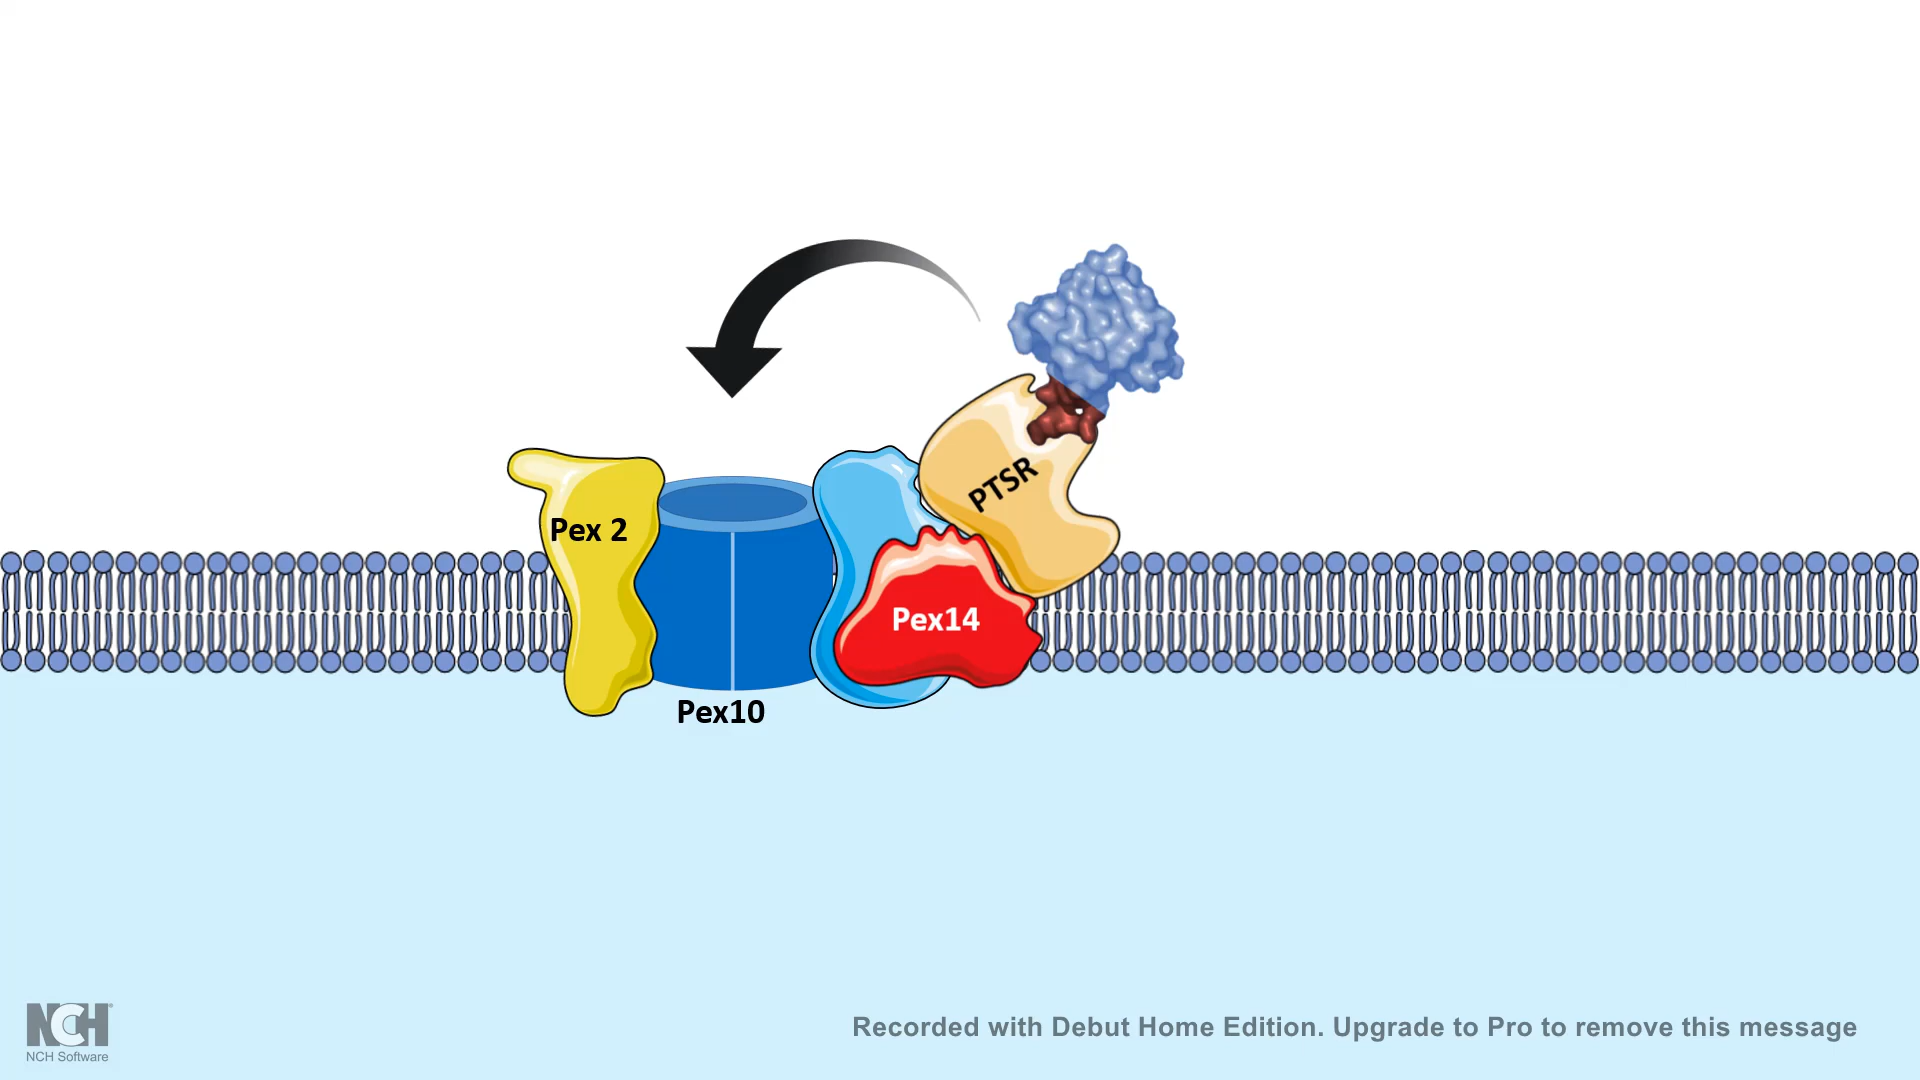 PTSR
Pex 2
Pex14
Pex10
NCH
NCH Software
Recorded with Debut Home Edition. Upgrade to Pro to remove this message